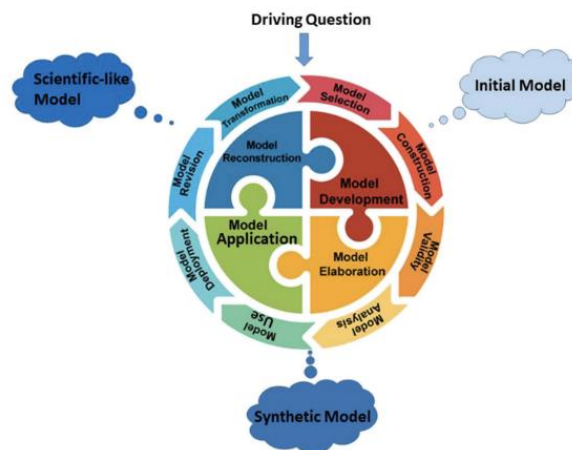 Driving Question
Scientific-like
Model
Initial Model
Model
Transformation
Model
Selection
Model
Construction
Model
Validity
Model
Analysis
Model
Use
Model
Deployment
Model
Revision
Model
Reconstruction
Model
Development
Model
Application
Model
Elaboration
Synthetic Model